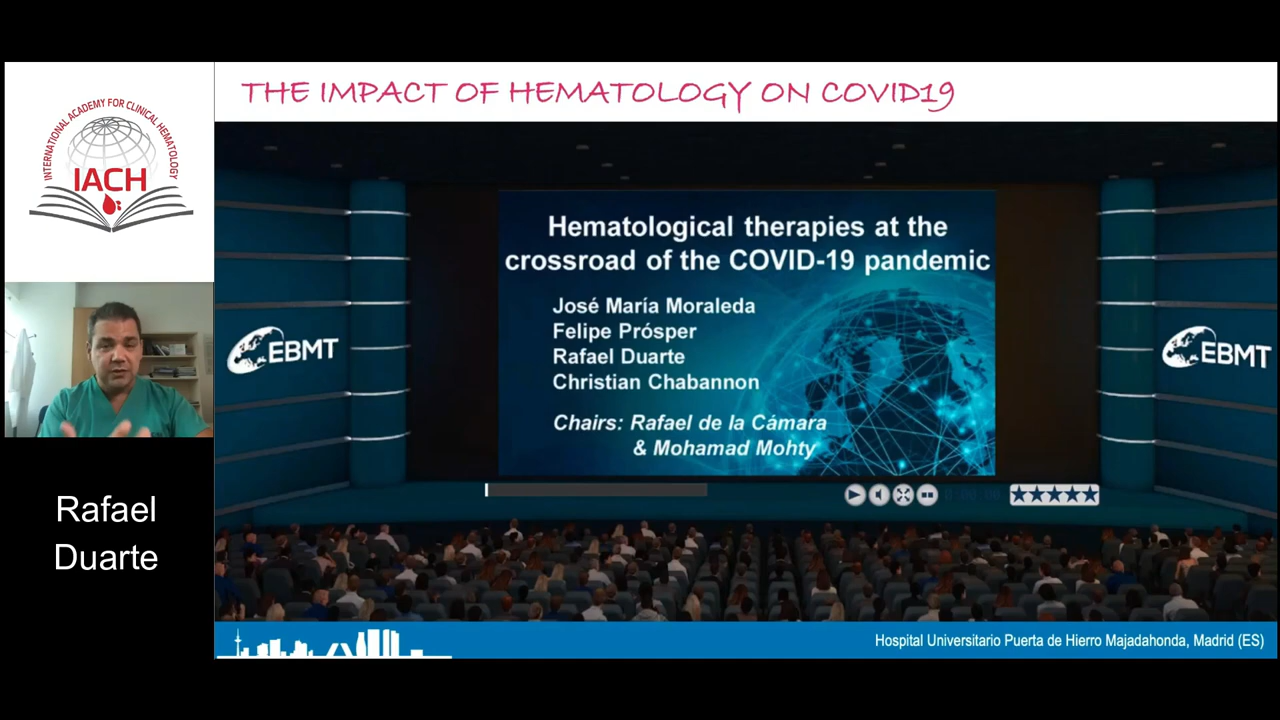 THE IMPACT OF HEMATOLOGY ON COVID19
INTERNATIONAL ACADEMY FOR CLINICAL HEMATOLOGY
IACH
Hematological therapies at the
crossroad of the COVID-19 pandemic
José María Moraleda
Felipe Prósper
Rafael Duarte
Christian Chabannon
Chairs: Rafael de la Cámara
& Mohamad Mohty
EBMT
EBMT
Rafael
Duarte
Hospital Universitario Puerta de Hierro Majadahonda, Madrid (ES)